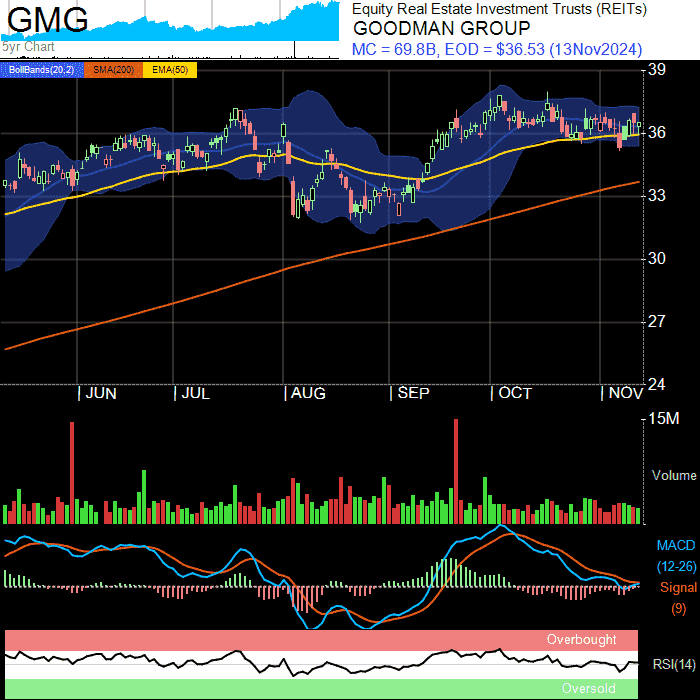 GMG
5yr Chart
Equity Real Estate Investment Trusts (REITs)
GOODMAN GROUP
MC = 69.8B, EOD = $36.53 (13Nov2024)
BollBands(20,2) SMA(200) EMA(50)
39
36
33
30
27
24
JUN JUL AUG SEP OCT NOV
15M
Volume
MACD
(12-26)
Signal
(9)
Overbought
RSI(14)
Oversold